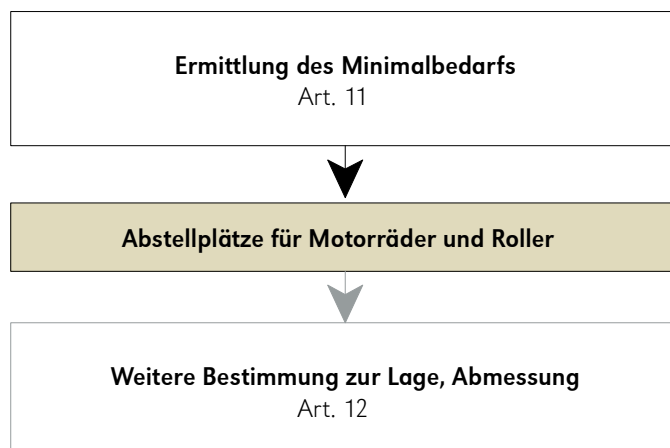 Ermittlung des Minimalbedarfs
Art. 11
Abstellplätze für Motorräder und Roller
Weitere Bestimmung zur Lage, Abmessung
Art. 12